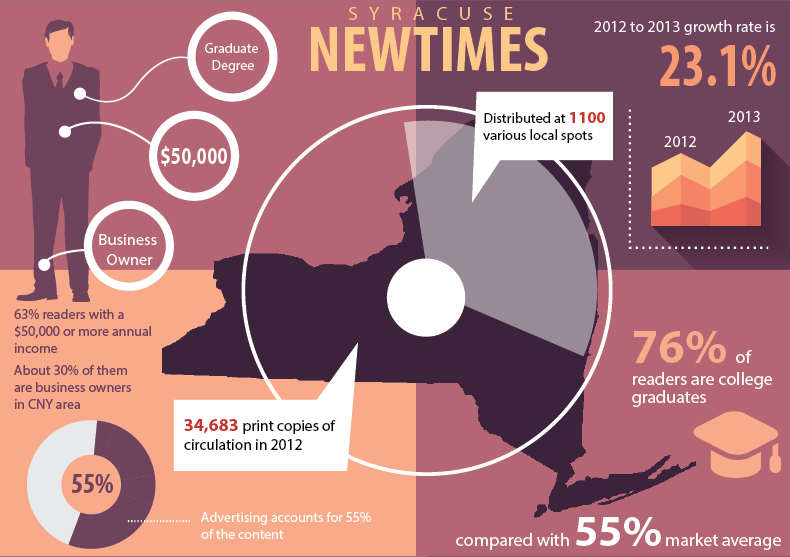 SYRACUSE
NEWTIMES
Graduate
Degree
$50,000
Business
Owner
63% readers with a
$50,000 or more annual
income
About 30% of them
are business owners
in CNY area
55%
Advertising accounts for 55%
of the content
Distributed at 1100
various local spots
34,683 print copies of
circulation in 2012
2012 to 2013 growth rate is
23.1%
2013
2012
76% of
readers are college
graduates
compared with 55% market average